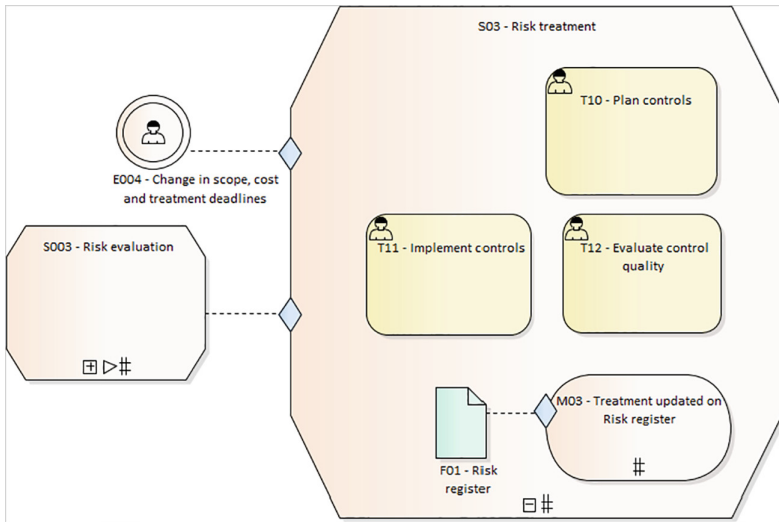 S03 - Risk treatment
T10 - Plan controls
E004 - Change in scope, cost
and treatment deadlines
S003 - Risk evaluation
T11 - Implement controls
T12 - Evaluate control
quality
M03 - Treatment updated on
Risk register
F01 - Risk
register